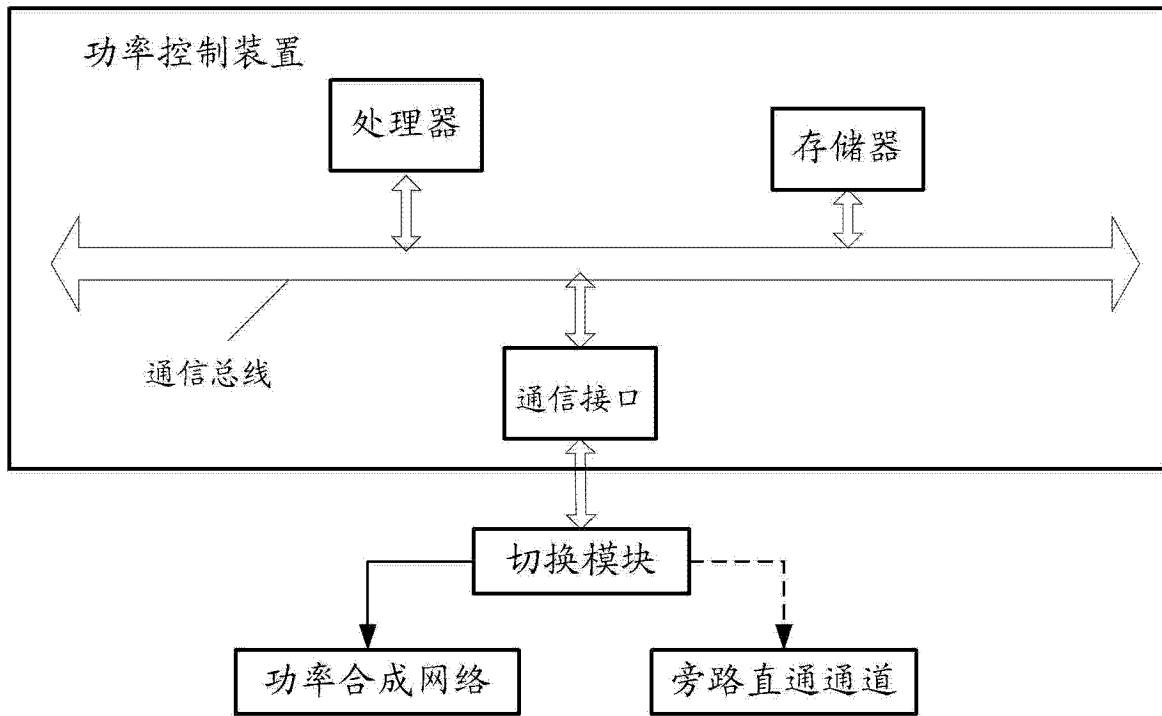 功率控制装置
处理器
存储器
通信总线
通信接口
切换模块
功率合成网络
旁路直通通道